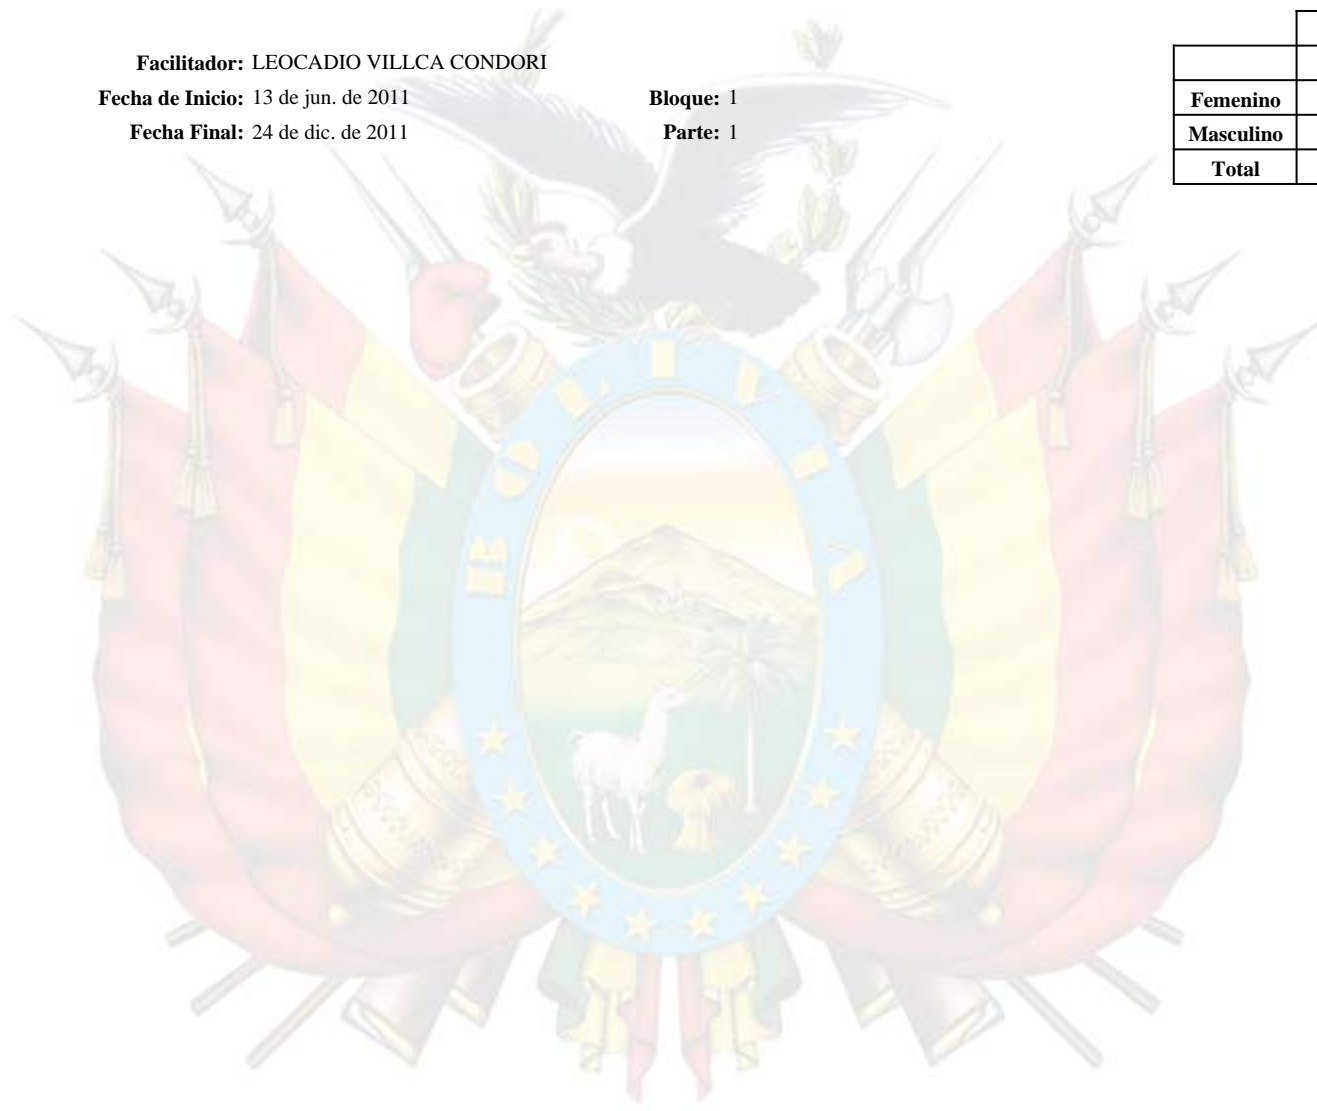 Facilitador: LEOCADIO VILLCA CONDORI
Fecha de Inicio: 13 de jun. de 2011 Bloque: 1
Fecha Final: 24 de dic. de 2011 Parte: 1
Femenino
Masculino
Total
BOLIVIA